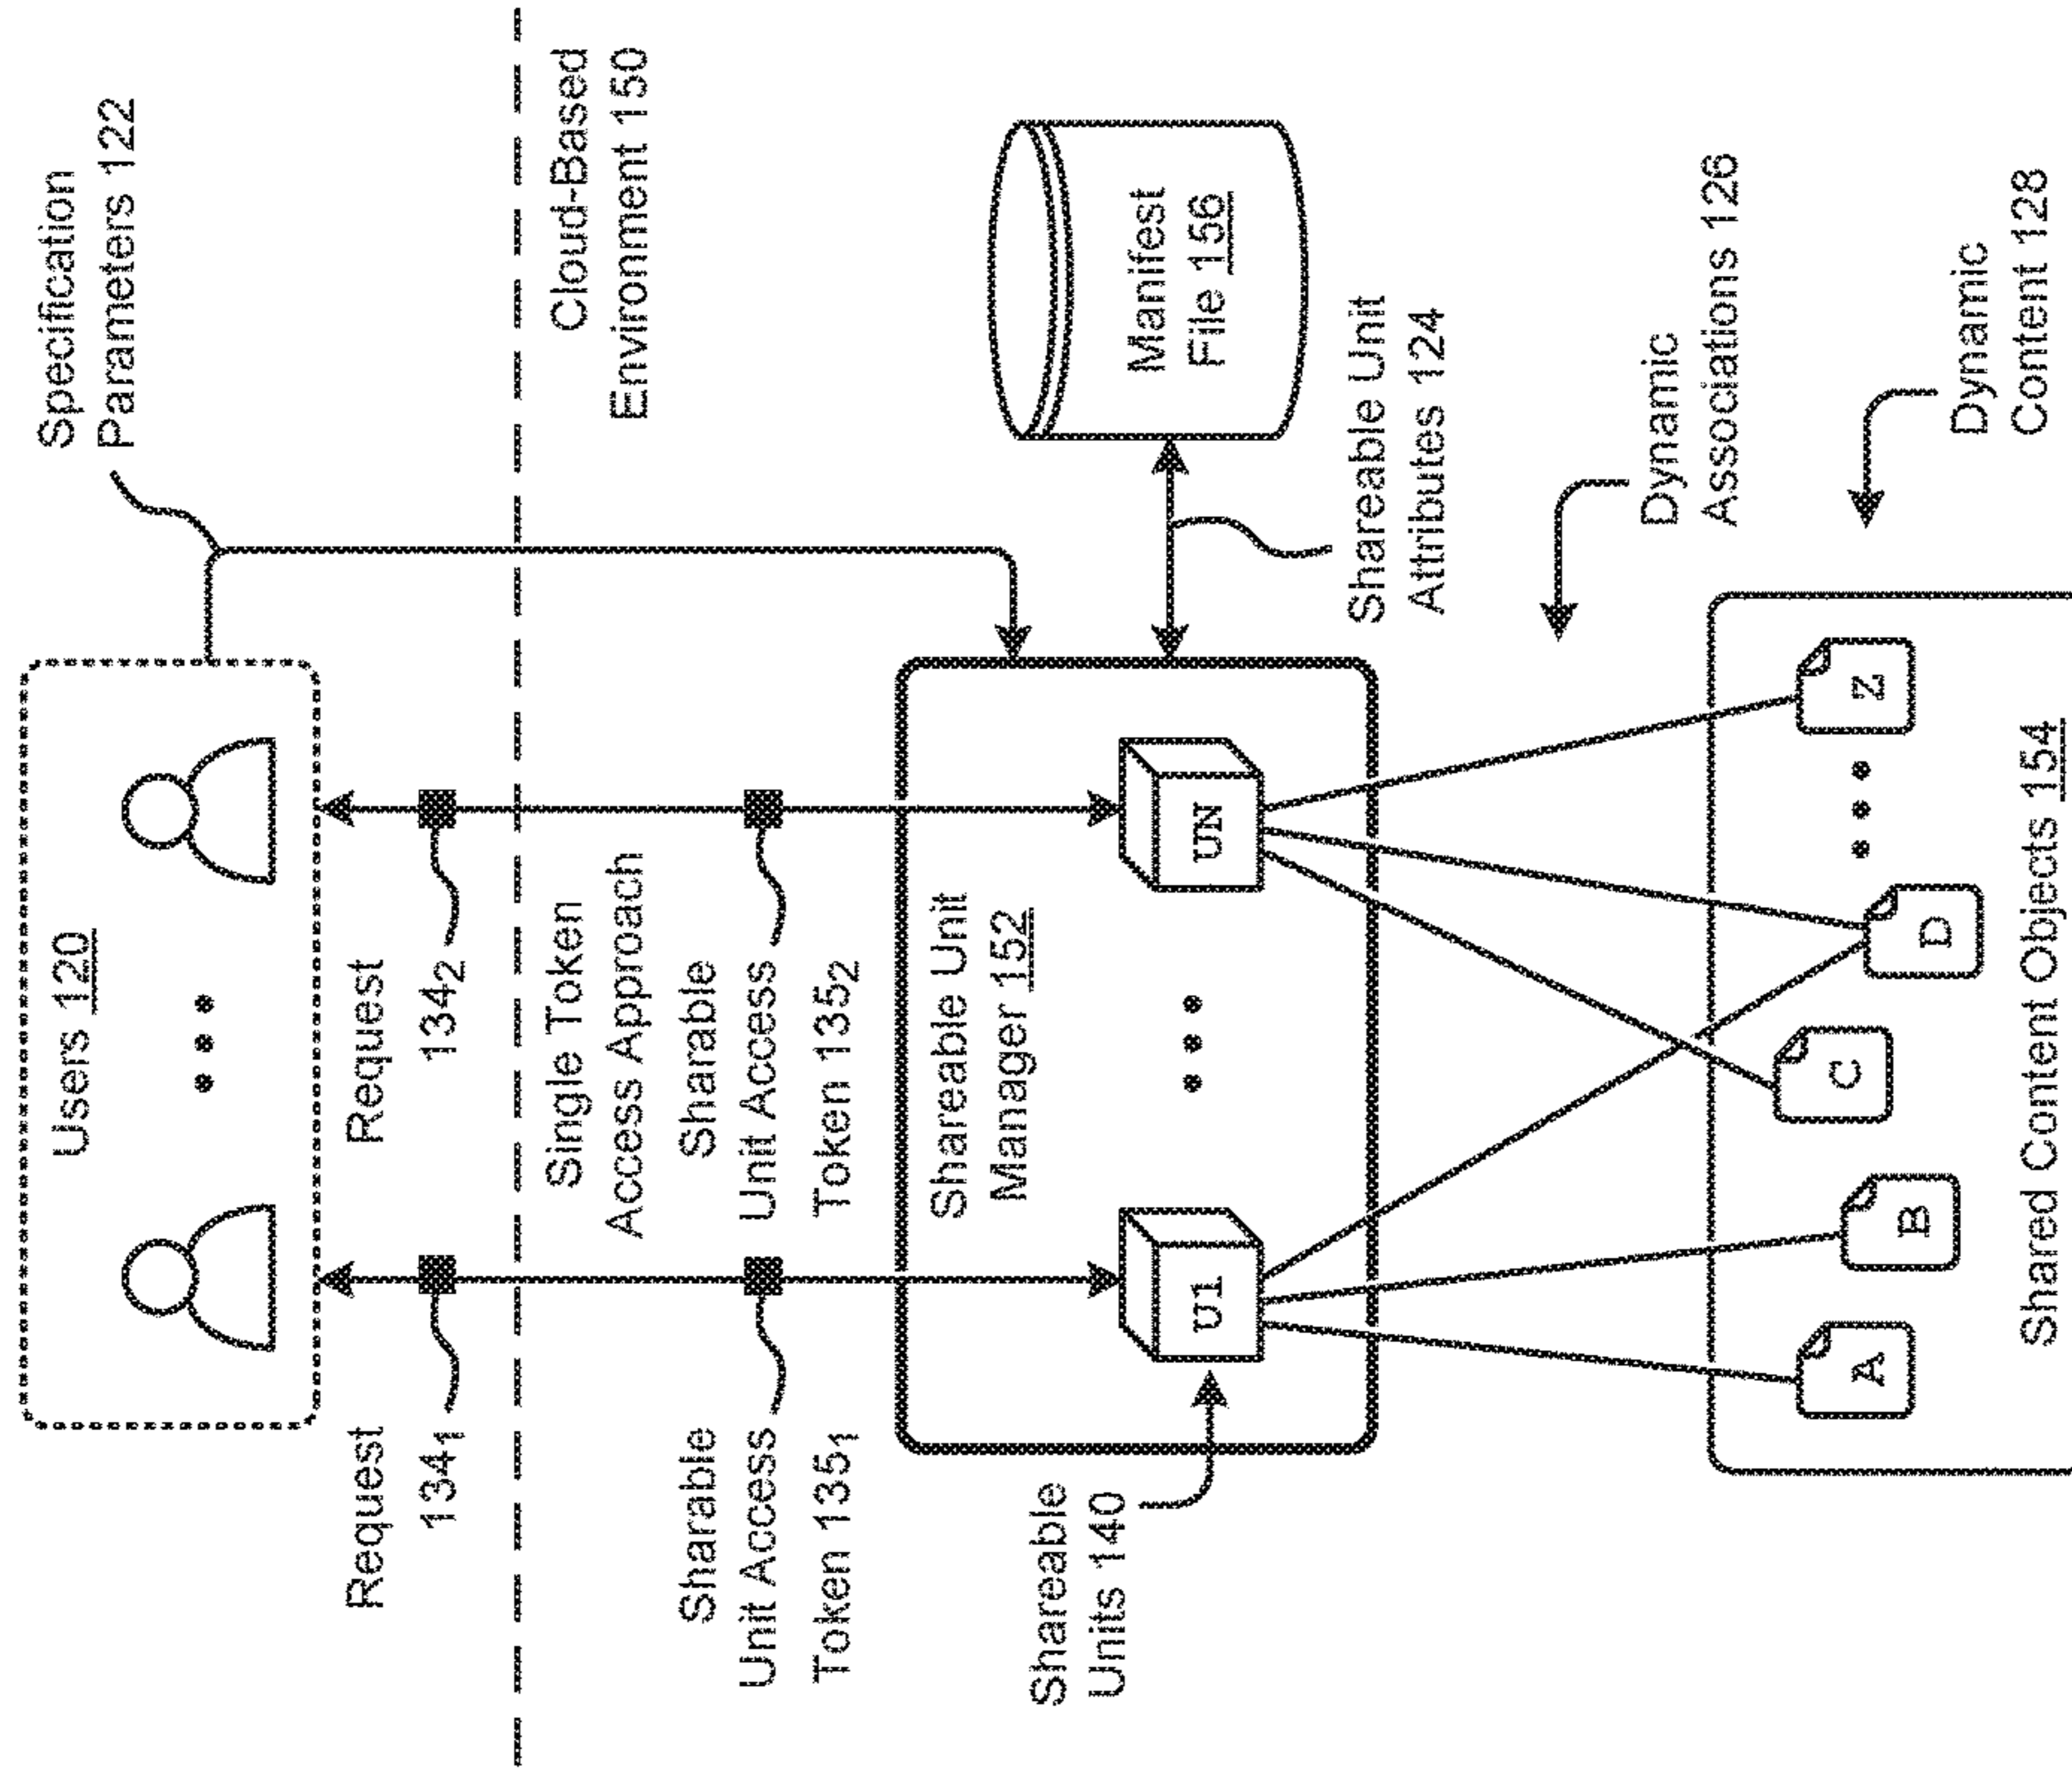 Specification
Parameters 122
Users 120
Request
134₁
Request
134₂
Cloud-Based
Environment 150
Single Token
Access Approach
Sharable
Unit Access
Token 135₁
Sharable
Unit Access
Token 135₂
Shareable Unit
Manager 152
Shareable
Units 140
U1
UN
Manifest
File 156
Shareable Unit
Attributes 124
Dynamic
Associations 126
Dynamic
Content 128
A
B
C
D
Z
Shared Content Objects 154